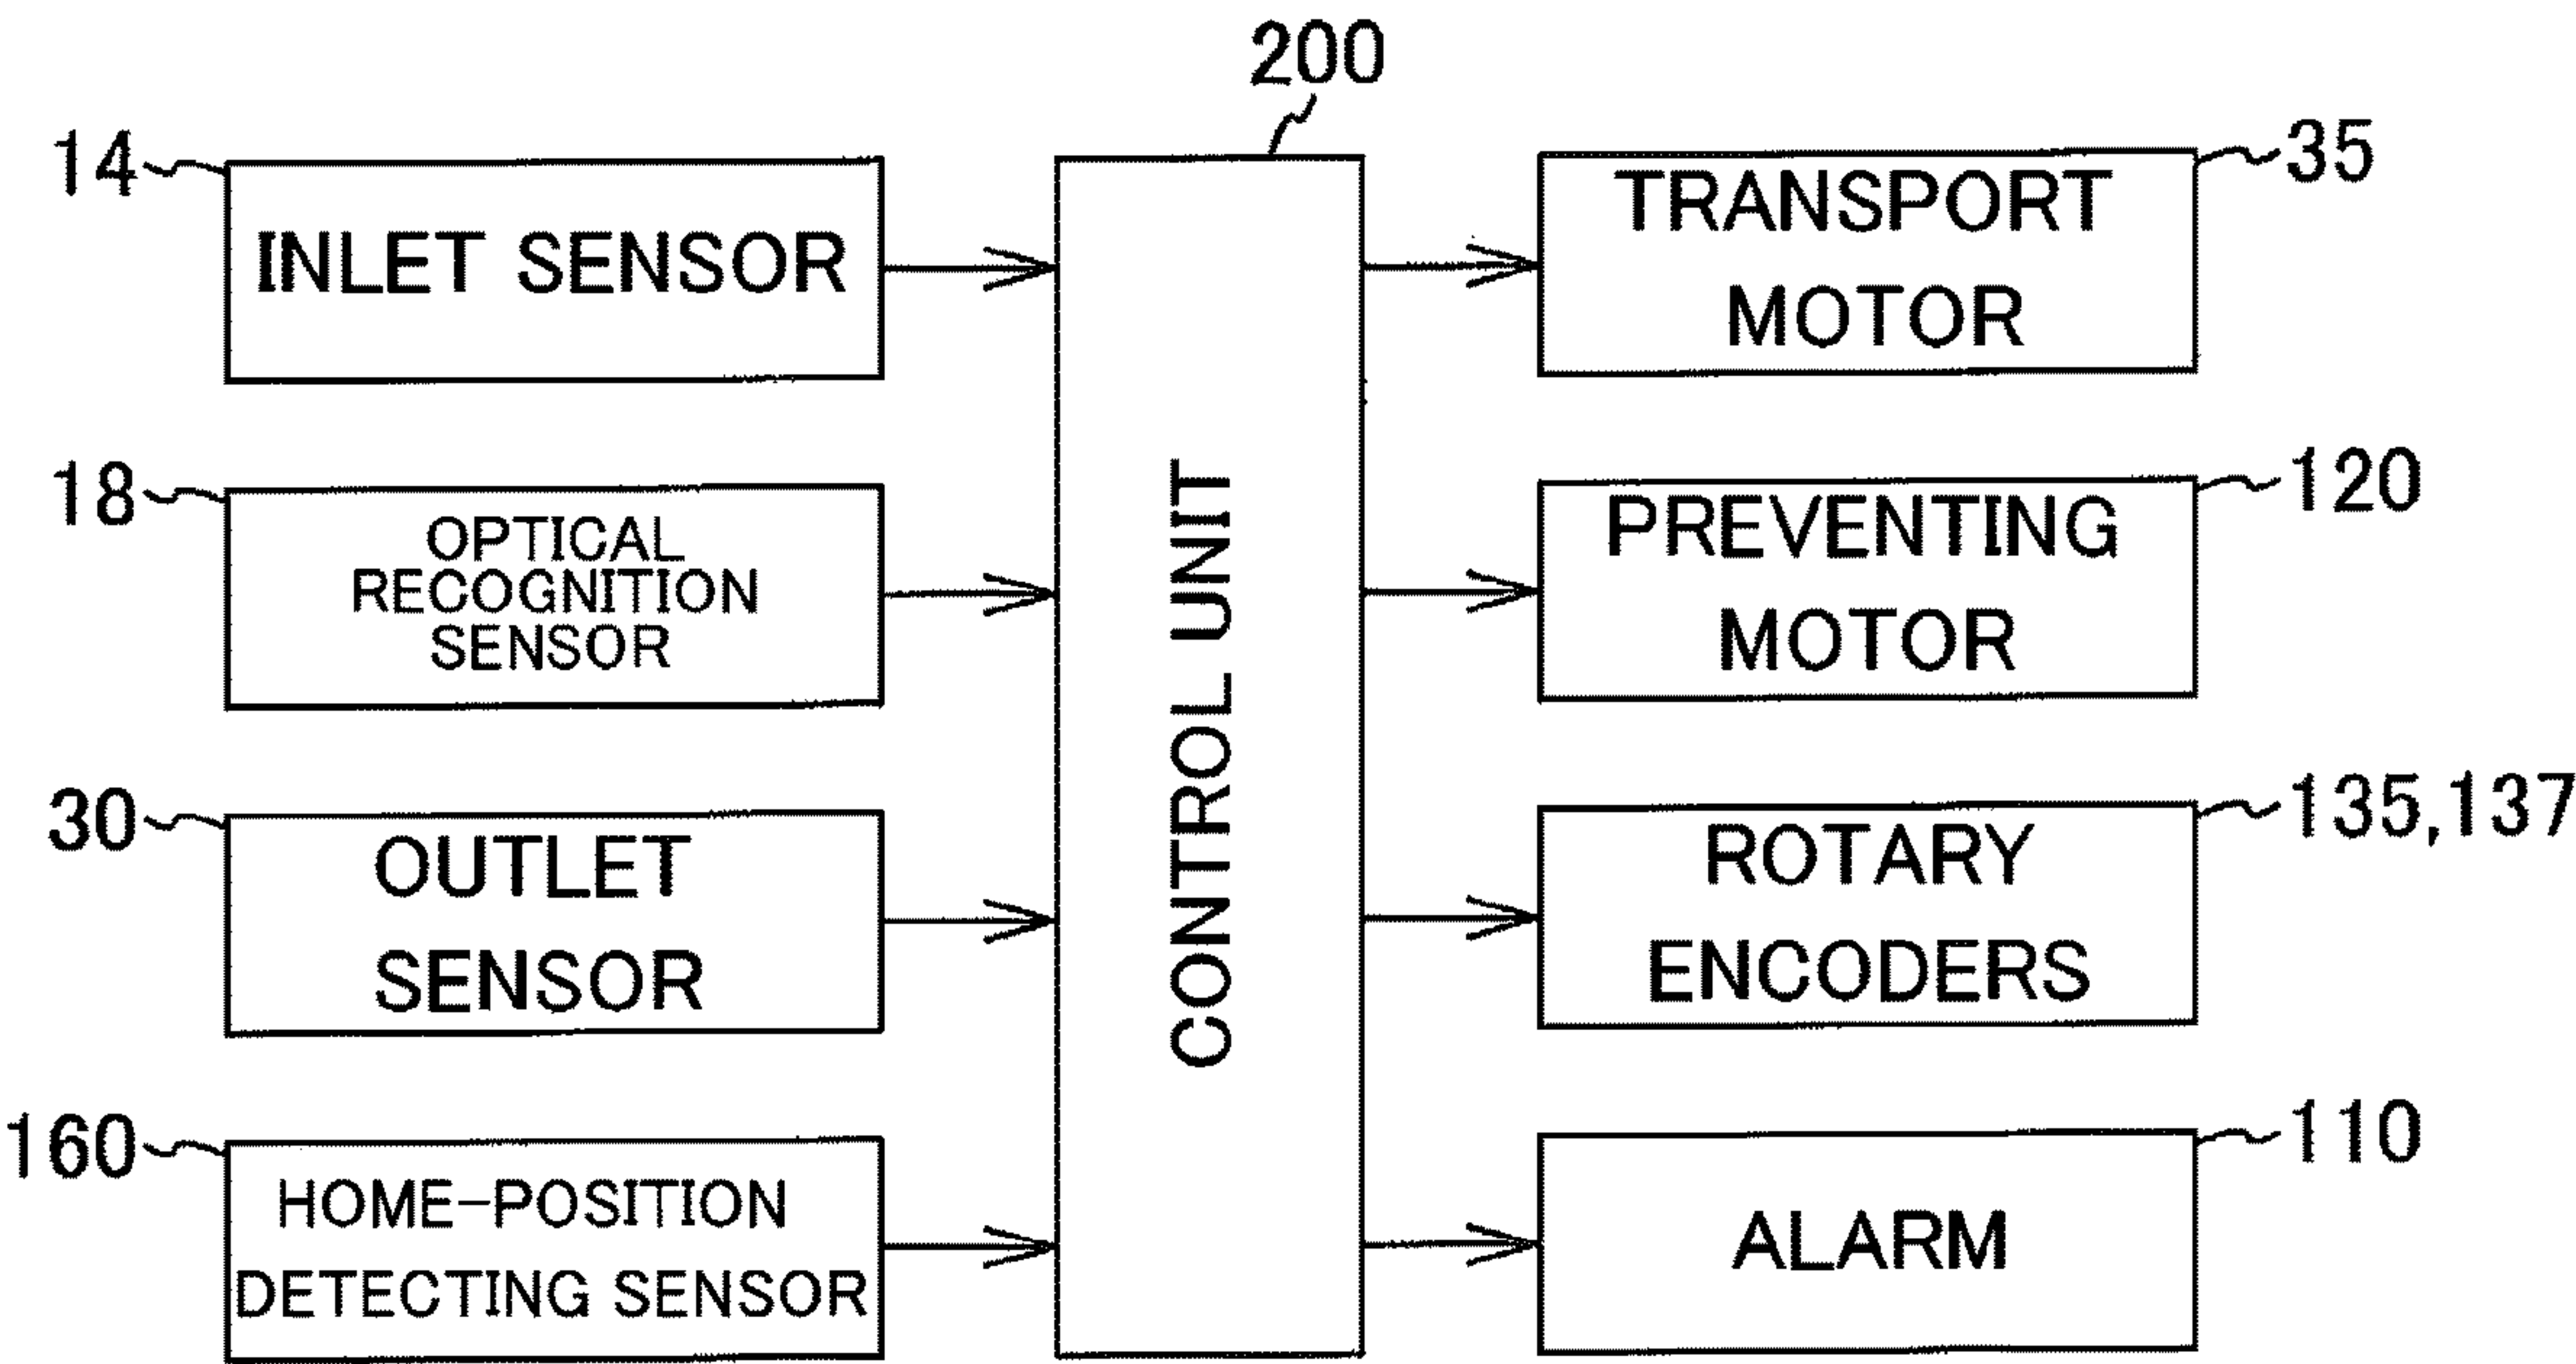 200
14
INLET SENSOR
18
OPTICAL
RECOGNITION
SENSOR
30
OUTLET
SENSOR
160
HOME-POSITION
DETECTING SENSOR
CONTROL UNIT
35
TRANSPORT
MOTOR
120
PREVENTING
MOTOR
135,137
ROTARY
ENCODERS
110
ALARM